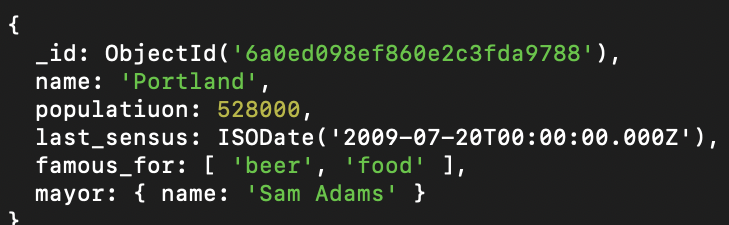 {
  _id: ObjectId('6a0ed098ef860e2c3fda9788'),
  name: 'Portland',
  populatiuon: 528000,
  last_sensus: ISODate('2009-07-20T00:00:00.000Z'),
  famous_for: [ 'beer', 'food' ],
  mayor: { name: 'Sam Adams' }
}